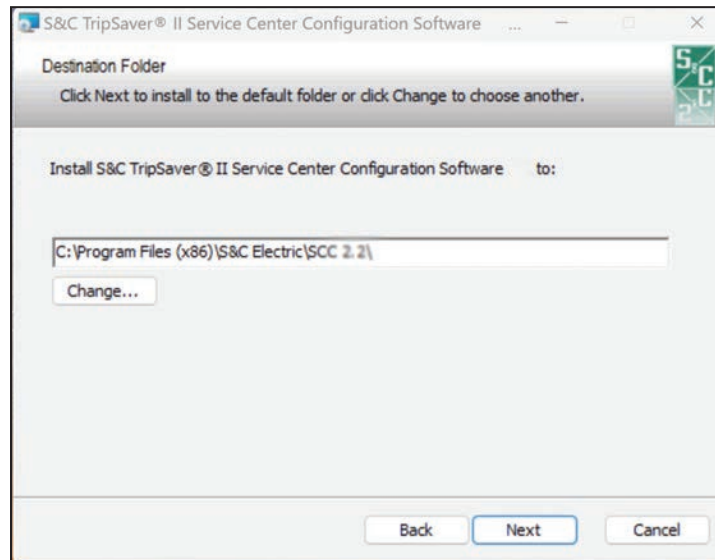 S&C TripSaver® II Service Center Configuration Software ...
Destination Folder
Click Next to install to the default folder or click Change to choose another.
S&C
Install S&C TripSaver® II Service Center Configuration Software to:
C:\Program Files (x86)\S&C Electric\SCC 2.2\
Change...
Back Next Cancel